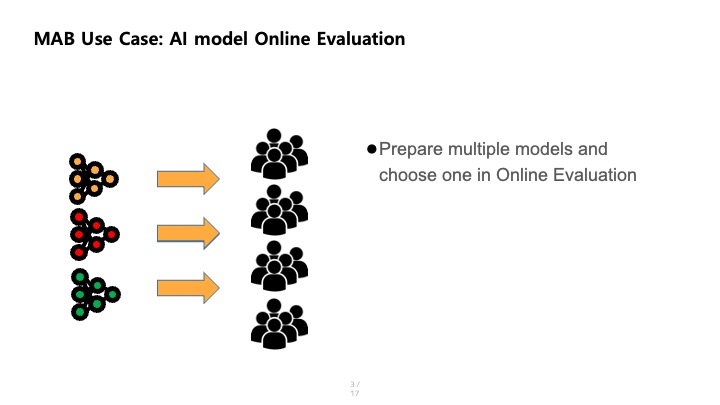 MAB Use Case: AI model Online Evaluation
●Prepare multiple models and
choose one in Online Evaluation
3 /
17